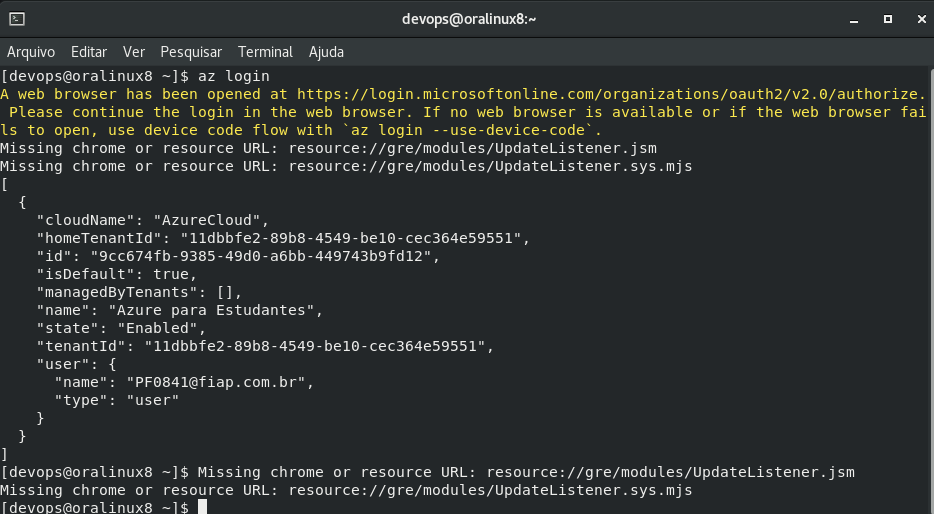 devops@oralinux8:~
Arquivo Editar Ver Pesquisar Terminal Ajuda
[devops@oralinux8 ~]$ az login
A web browser has been opened at https://login.microsoftonline.com/organizations/oauth2/v2.0/authorize.
 Please continue the login in the web browser. If no web browser is available or if the web browser fai
ls to open, use device code flow with `az login --use-device-code`.
Missing chrome or resource URL: resource://gre/modules/UpdateListener.jsm
Missing chrome or resource URL: resource://gre/modules/UpdateListener.sys.mjs
[
  {
    "cloudName": "AzureCloud",
    "homeTenantId": "11dbbfe2-89b8-4549-be10-cec364e59551",
    "id": "9cc674fb-9385-49d0-a6bb-449743b9fd12",
    "isDefault": true,
    "managedByTenants": [],
    "name": "Azure para Estudantes",
    "state": "Enabled",
    "tenantId": "11dbbfe2-89b8-4549-be10-cec364e59551",
    "user": {
      "name": "PF0841@fiap.com.br",
      "type": "user"
    }
  }
]
[devops@oralinux8 ~]$ Missing chrome or resource URL: resource://gre/modules/UpdateListener.jsm
Missing chrome or resource URL: resource://gre/modules/UpdateListener.sys.mjs
[devops@oralinux8 ~]$